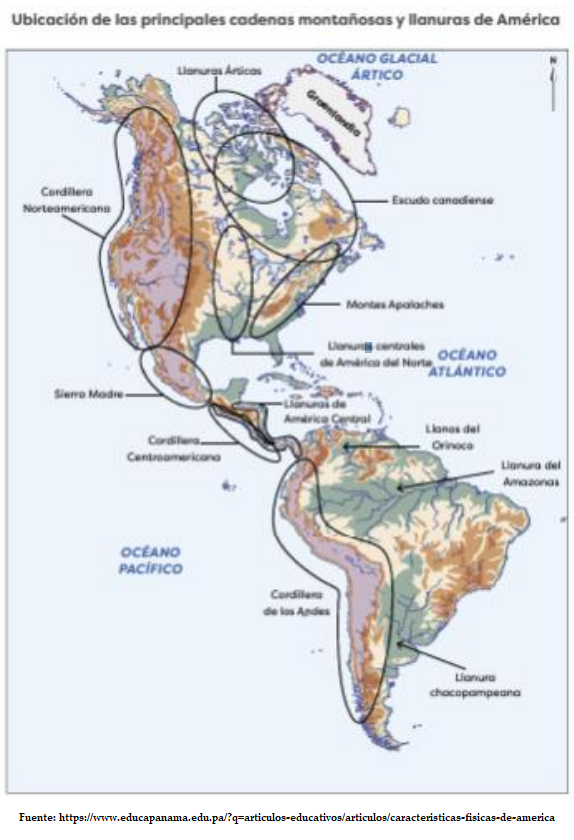 Ubicación de las principales cadenas montañosas y llanuras de América
OCÉANO GLACIAL
ÁRTICO
N
Llanuras Árticas
Groenlandia
Cordillera
Norteamericana
Escudo canadiense
Montes Apalaches
Llanuras centrales
de América del Norte
OCÉANO
ATLÁNTICO
Sierra Madre
Llanuras de
América Central
Cordillera
Centroamericana
Llanos del
Orinoco
Llanura del
Amazonas
OCÉANO
PACÍFICO
Cordillera
de los Andes
Llanura
chacopampeana
Fuente: https://www.educapanama.edu.pa/?q=articulos-educativos/articulos/caracteristicas-fisicas-de-america